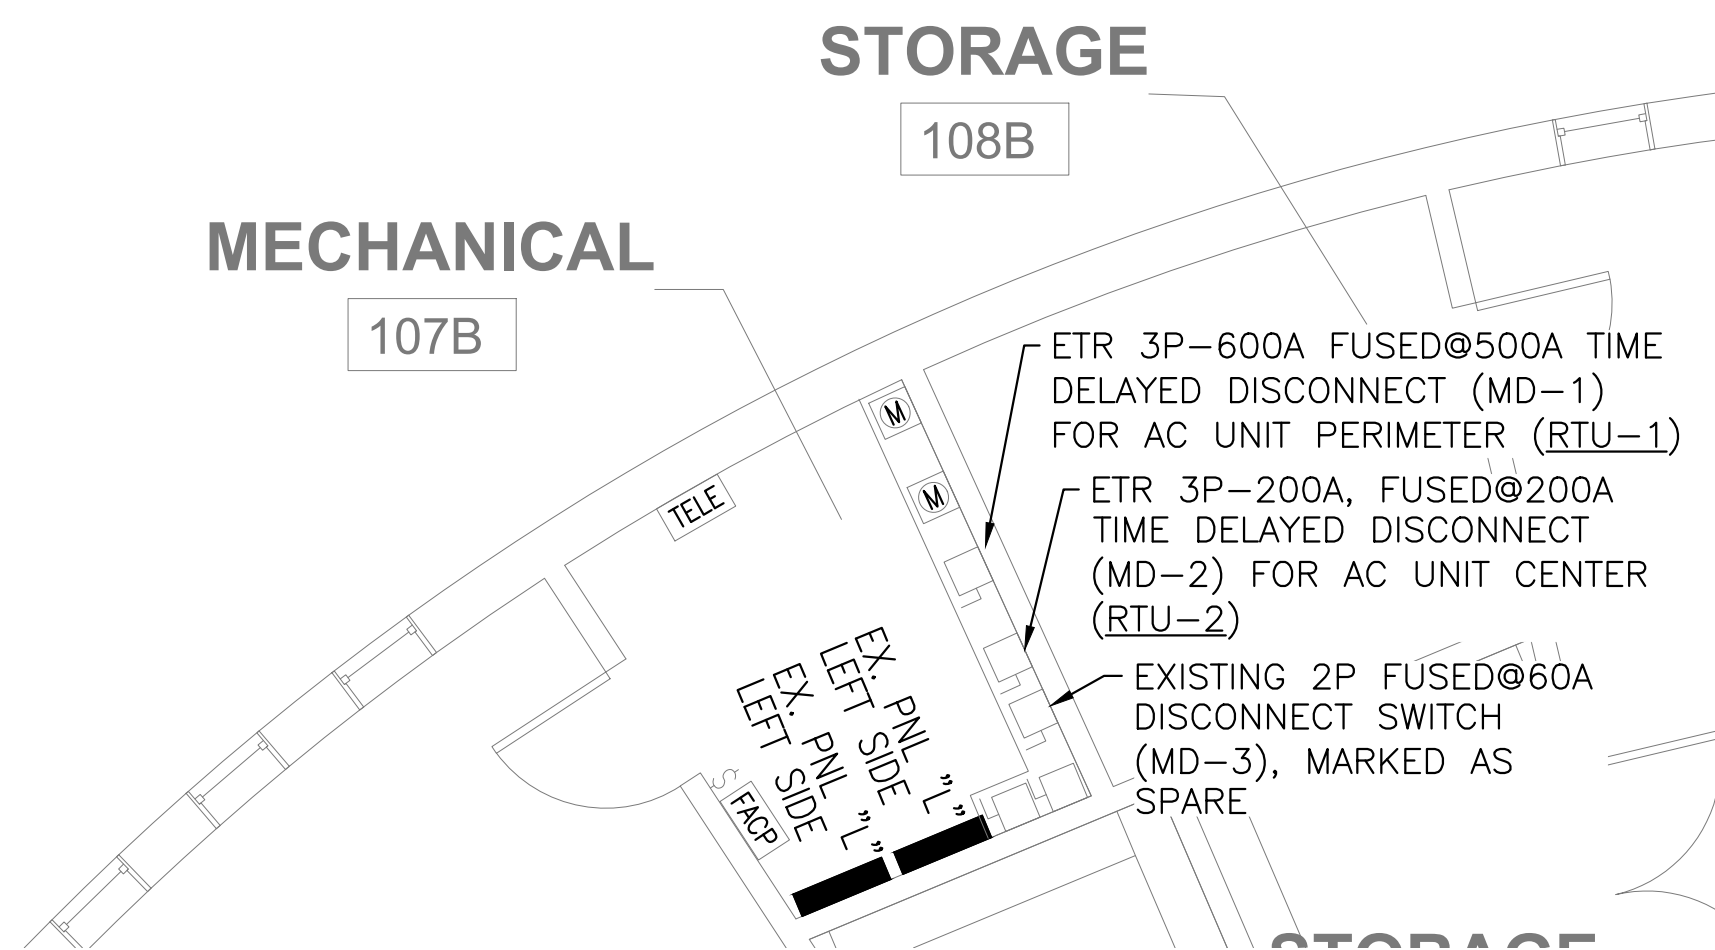 STORAGE
108B
MECHANICAL
107B
ETR 3P-600A FUSED@500A TIME
DELAYED DISCONNECT (MD-1)
FOR AC UNIT PERIMETER (RTU-1)
M
M
TELE
ETR 3P-200A, FUSED@200A
TIME DELAYED DISCONNECT
(MD-2) FOR AC UNIT CENTER
(RTU-2)
EXISTING 2P FUSED@60A
DISCONNECT SWITCH
(MD-3), MARKED AS
SPARE
EX. PNL "L"
LEFT SIDE
EX. PNL "L"
LEFT SIDE
S
FACP
STORAGE